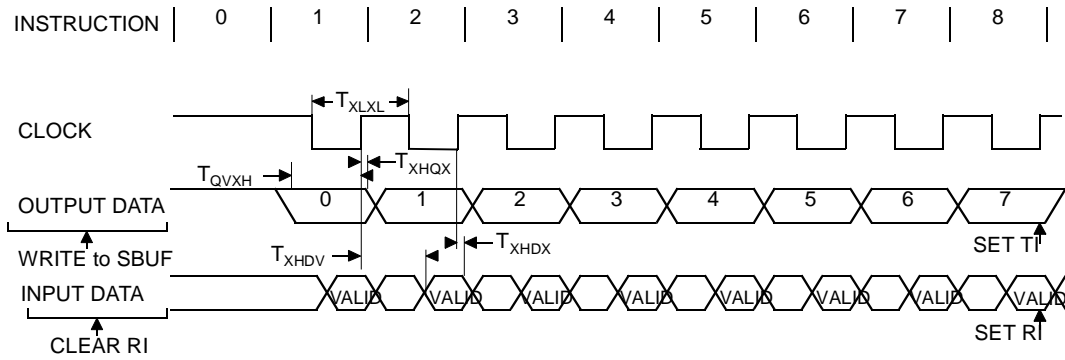 INSTRUCTION 0 1 2 3 4 5 6 7 8
TXLXL
CLOCK
TQVXH TXHQX
OUTPUT DATA 0 1 2 3 4 5 6 7
WRITE to SBUF TXHDV TXHDX SET TI
INPUT DATA VALID VALID VALID VALID VALID VALID VALID VALID
CLEAR RI SET RI